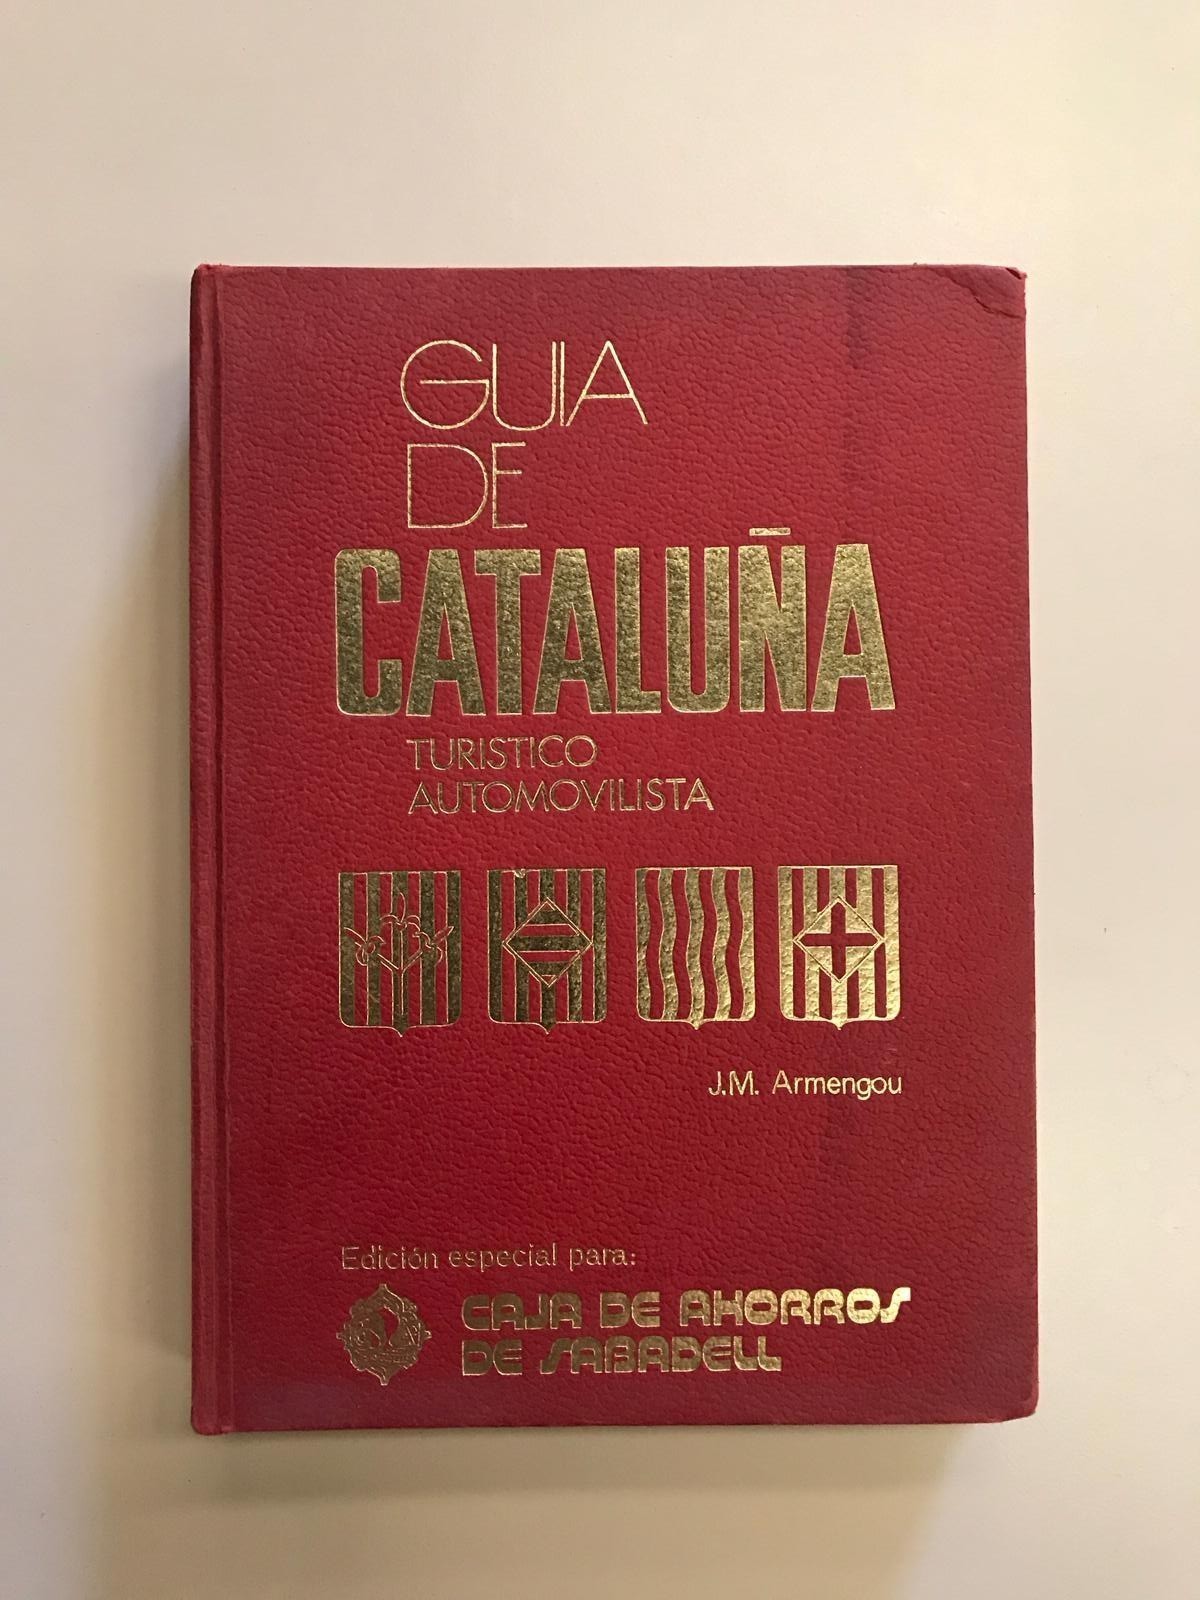 GUIA
DE
CATALUÑA
TURISTICO
AUTOMOVILISTA
J.M. Armengou
Edición especial para:
CAJA DE AHORROS
DE SABADELL